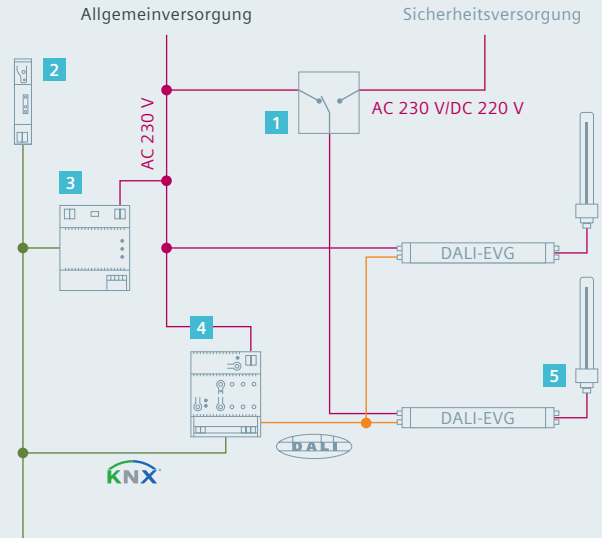 Allgemeinversorgung
Sicherheitsversorgung
2
AC 230 V
1
AC 230 V/DC 220 V
3
DALI-EVG
4
5
DALI-EVG
DALI
KNX